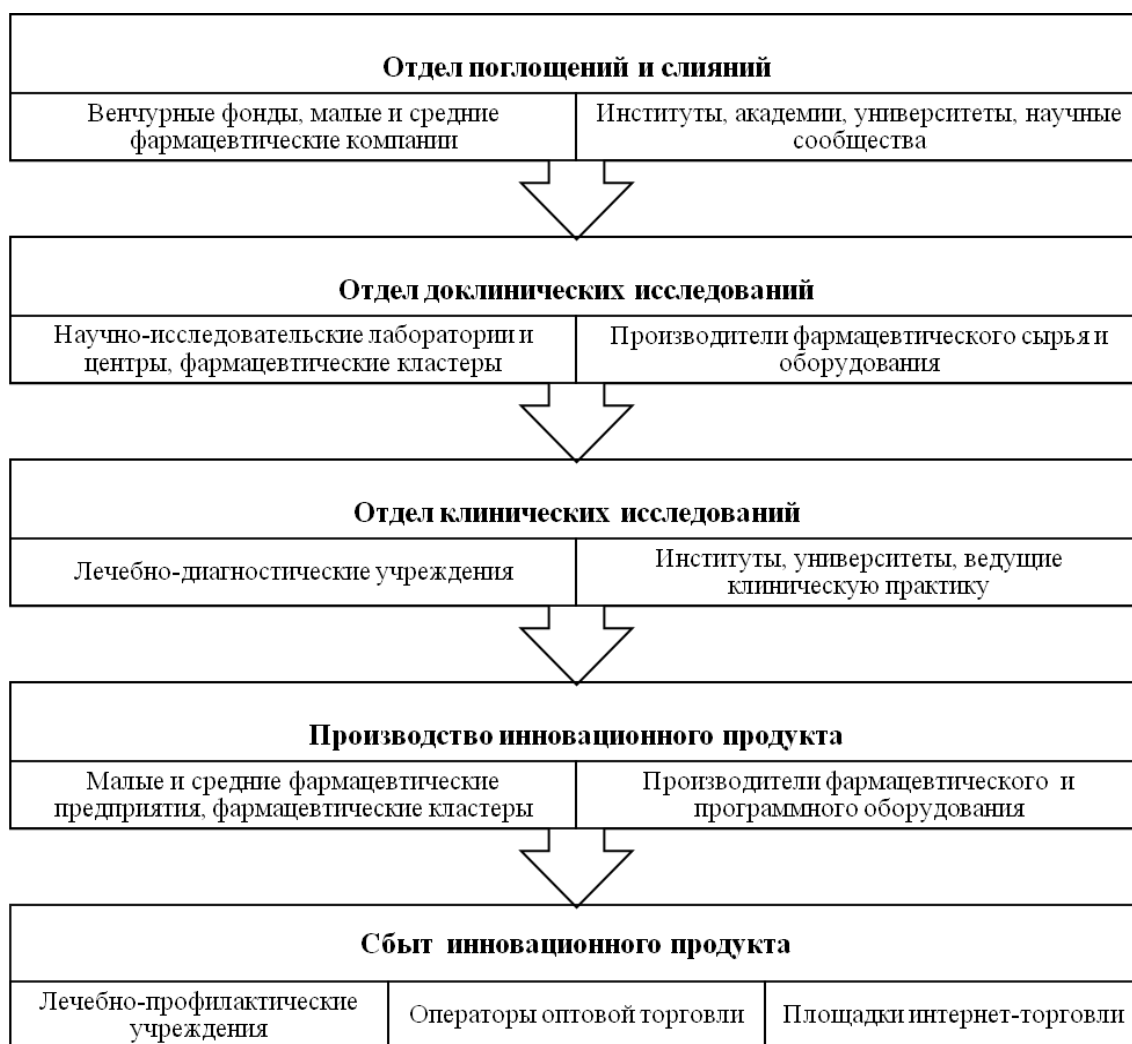 Отдел поглощений и слияний
Венчурные фонды, малые и средние
фармацевтические компании
Институты, академии, университеты, научные
сообщества
Отдел доклинических исследований
Научно-исследовательские лаборатории и
центры, фармацевтические кластеры
Производители фармацевтического сырья и
оборудования
Отдел клинических исследований
Лечебно-диагностические учреждения
Институты, университеты, ведущие
клиническую практику
Производство инновационного продукта
Малые и средние фармацевтические
предприятия, фармацевтические кластеры
Производители фармацевтического и
программного оборудования
Сбыт инновационного продукта
Лечебно-профилактические
учреждения
Операторы оптовой торговли
Площадки интернет-торговли